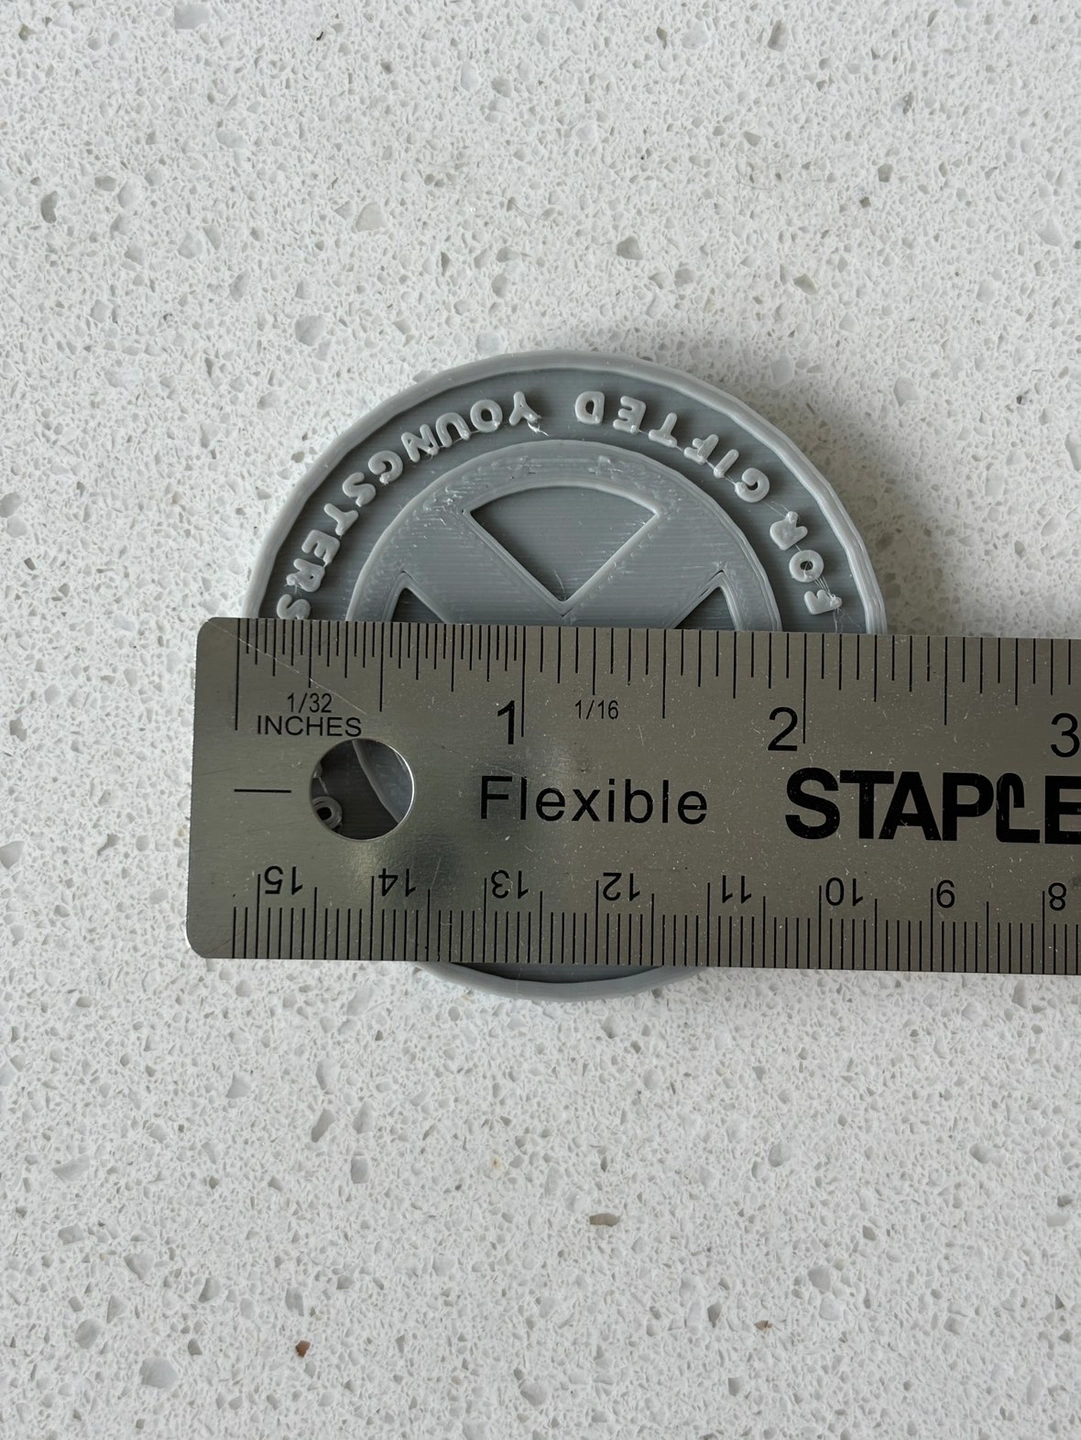 FOR GIFTED YOUNGSTERS
1/32
INCHES
1 1/16 2 3
Flexible STAPLE
15 14 13 12 11 10 9 8